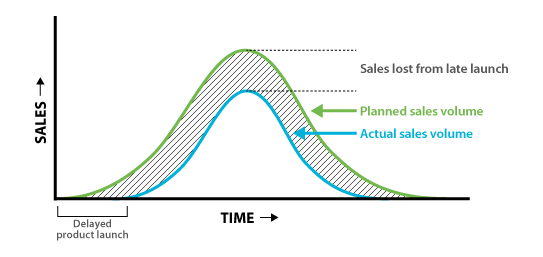 Sales lost from late launch
Planned sales volume
Actual sales volume
SALES
TIME
Delayed
product launch